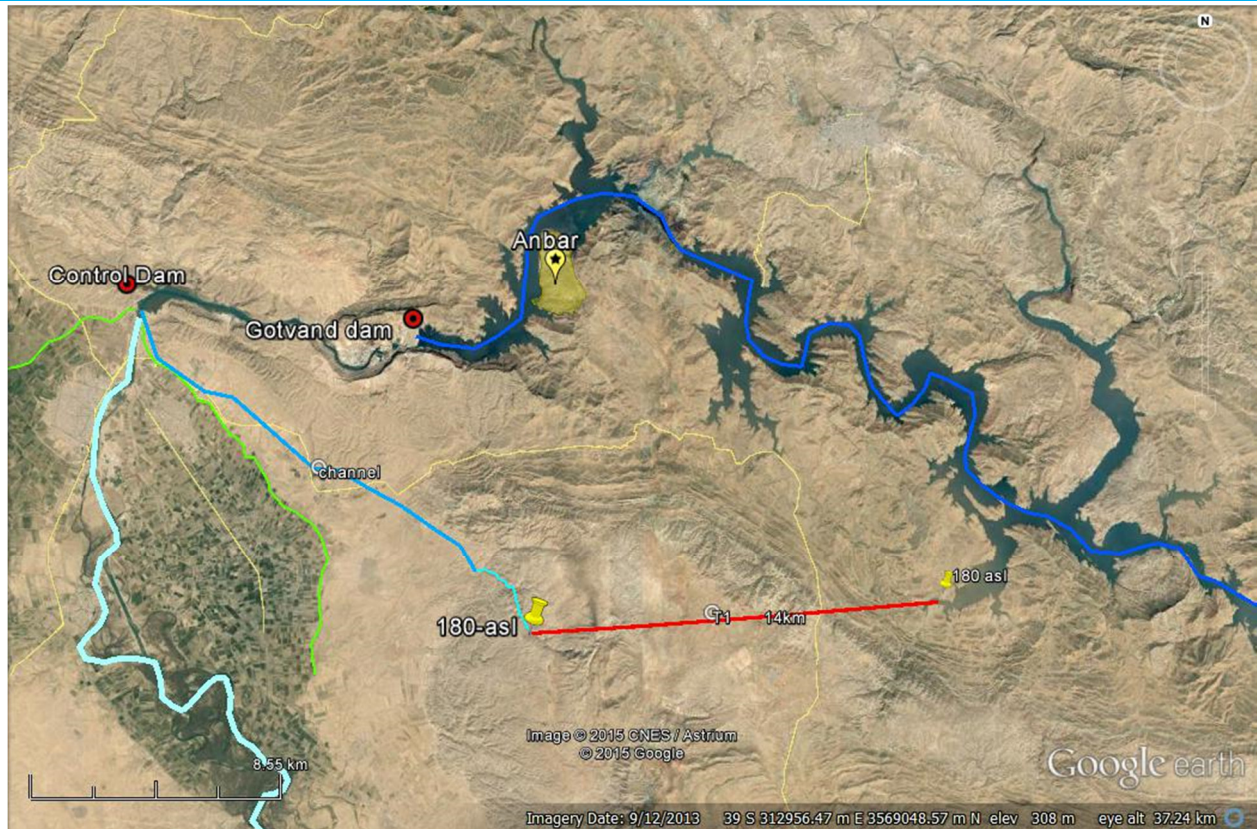 N
Anbar
Control Dam
Gotvand dam
channel
180 asl
180-asl
T1 14km
Image © 2015 CNES / Astrium
© 2015 Google
8.55 km
Google earth
Imagery Date: 9/12/2013 39 S 312956.47 m E 3569048.57 m N elev 308 m eye alt 37.24 km